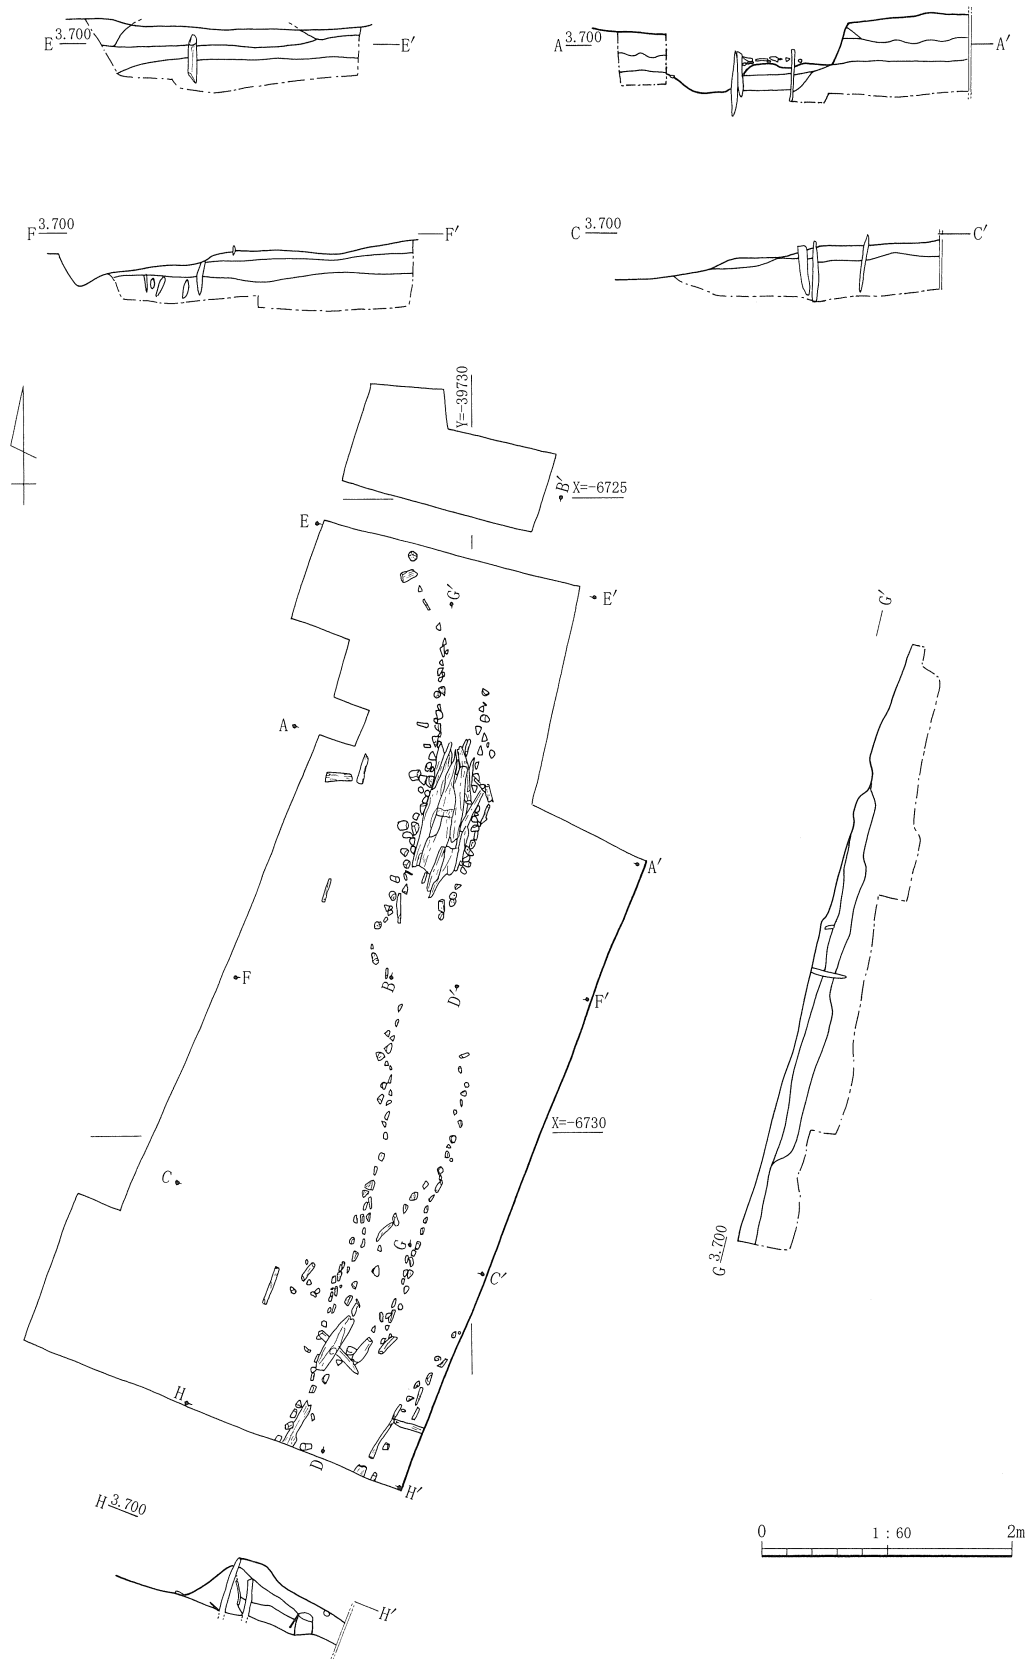 E 3.700 E′
A 3.700 A′
F 3.700 F′
C 3.700 C′
Y=-39730
B′ X=-6725
E
E′
G′
G′
A
A′
F
B
D′
F′
X=-6730
C
G
C′
G 3.700
H
D
H′
H 3.700
H′
0 1 : 60 2m